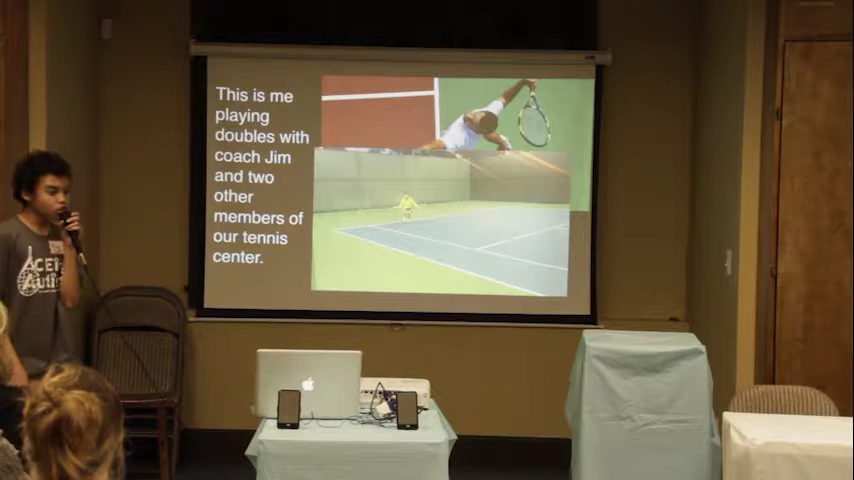 This is me
playing
doubles with
coach Jim
and two
other
members of
our tennis
center.